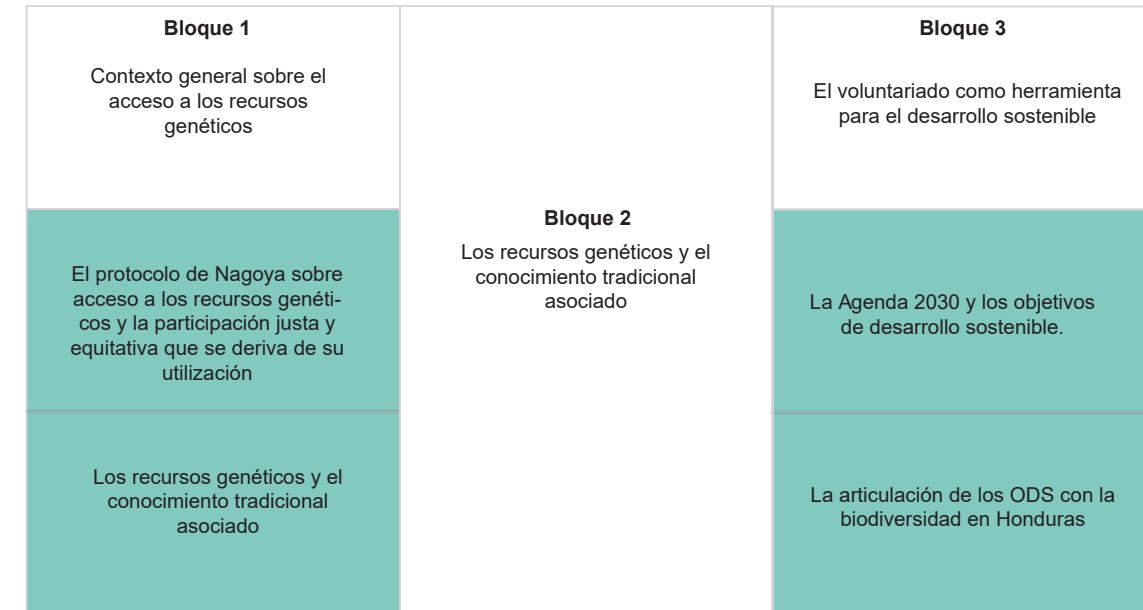 Bloque 1
Contexto general sobre el
acceso a los recursos
genéticos
El protocolo de Nagoya sobre
acceso a los recursos genéti-
cos y la participación justa y
equitativa que se deriva de su
utilización
Los recursos genéticos y el
conocimiento tradicional
asociado
Bloque 2
Los recursos genéticos y el
conocimiento tradicional
asociado
Bloque 3
El voluntariado como herramienta
para el desarrollo sostenible
La Agenda 2030 y los objetivos
de desarrollo sostenible.
La articulación de los ODS con la
biodiversidad en Honduras